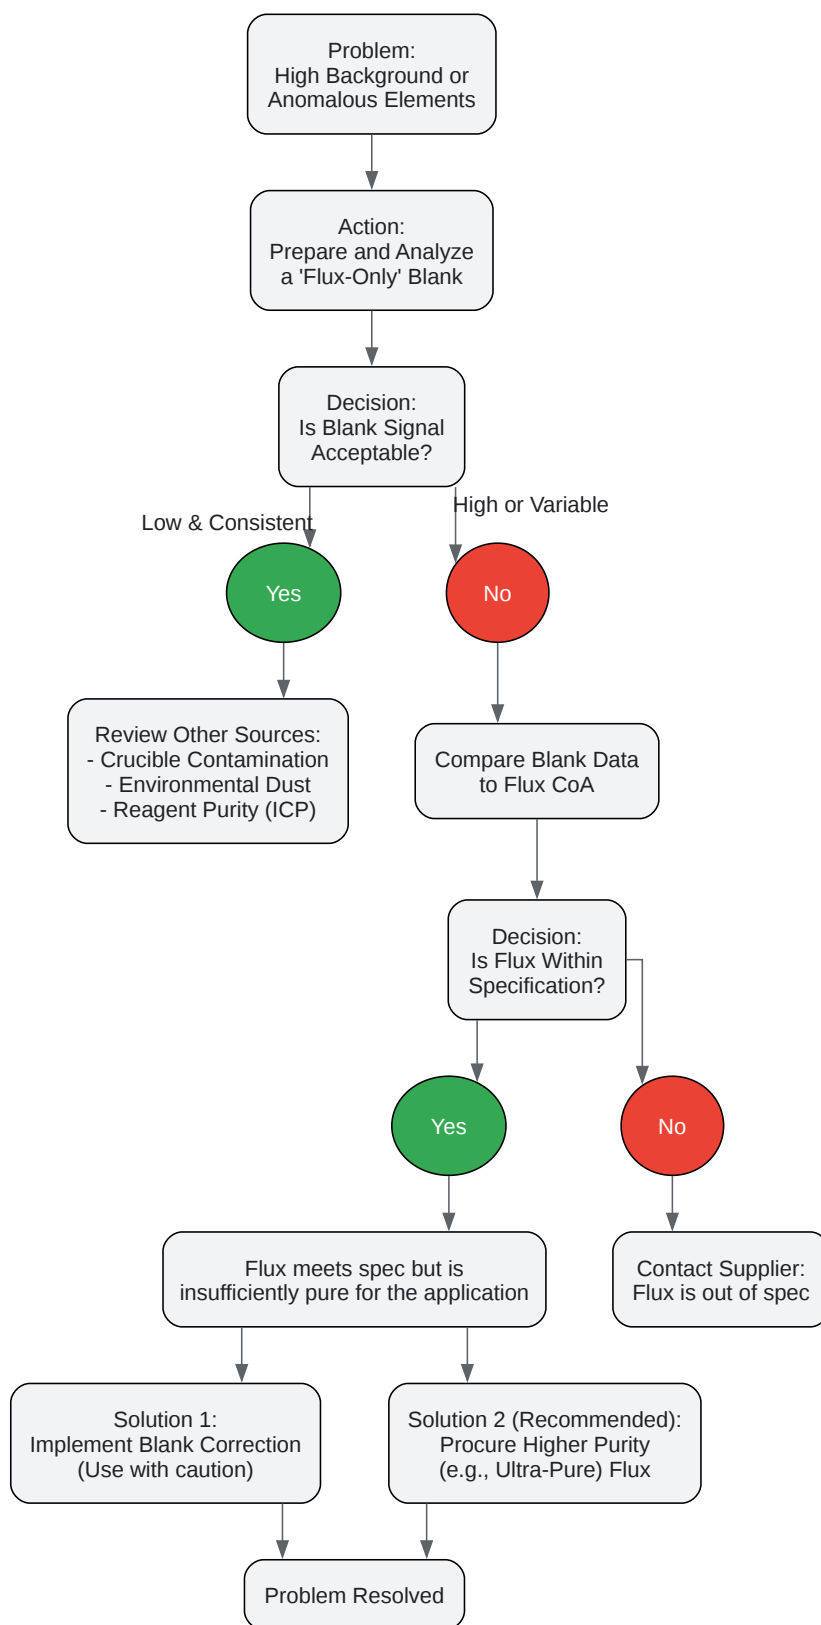 Problem:
High Background or
Anomalous Elements
Action:
Prepare and Analyze
a 'Flux-Only' Blank
Decision:
Is Blank Signal
Acceptable?
Low & Consistent
High or Variable
Yes
No
Review Other Sources:
- Crucible Contamination
- Environmental Dust
- Reagent Purity (ICP)
Compare Blank Data
to Flux CoA
Decision:
Is Flux Within
Specification?
Yes
No
Flux meets spec but is
insufficiently pure for the application
Contact Supplier:
Flux is out of spec
Solution 1:
Implement Blank Correction
(Use with caution)
Solution 2 (Recommended):
Procure Higher Purity
(e.g., Ultra-Pure) Flux
Problem Resolved